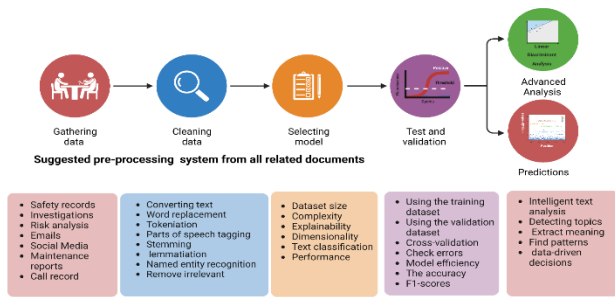 Gathering
data
Cleaning
data
Selecting
model
Test and
validation
Linear
Discriminant
Analysis
Advanced
Analysis
Predictions
Suggested pre-processing system from all related documents
Safety records
Investigations
Risk analysis
Emails
Social Media
Maintenance
reports
Call record
Converting text
Word replacement
Tokenlation
Parts of speech tagging
Stemming
lemmatiation
Named entity recognition
Remove irrelevant
Dataset size
Complexity
Explainability
Dimensionality
Text classification
Performance
Using the training
dataset
Using the validation
dataset
Cross-validation
Check errors
Model efficiency
The accuracy
F1-scores
Intelligent text
analysis
Detecting topics
Extract meaning
Find patterns
data-driven
decisions